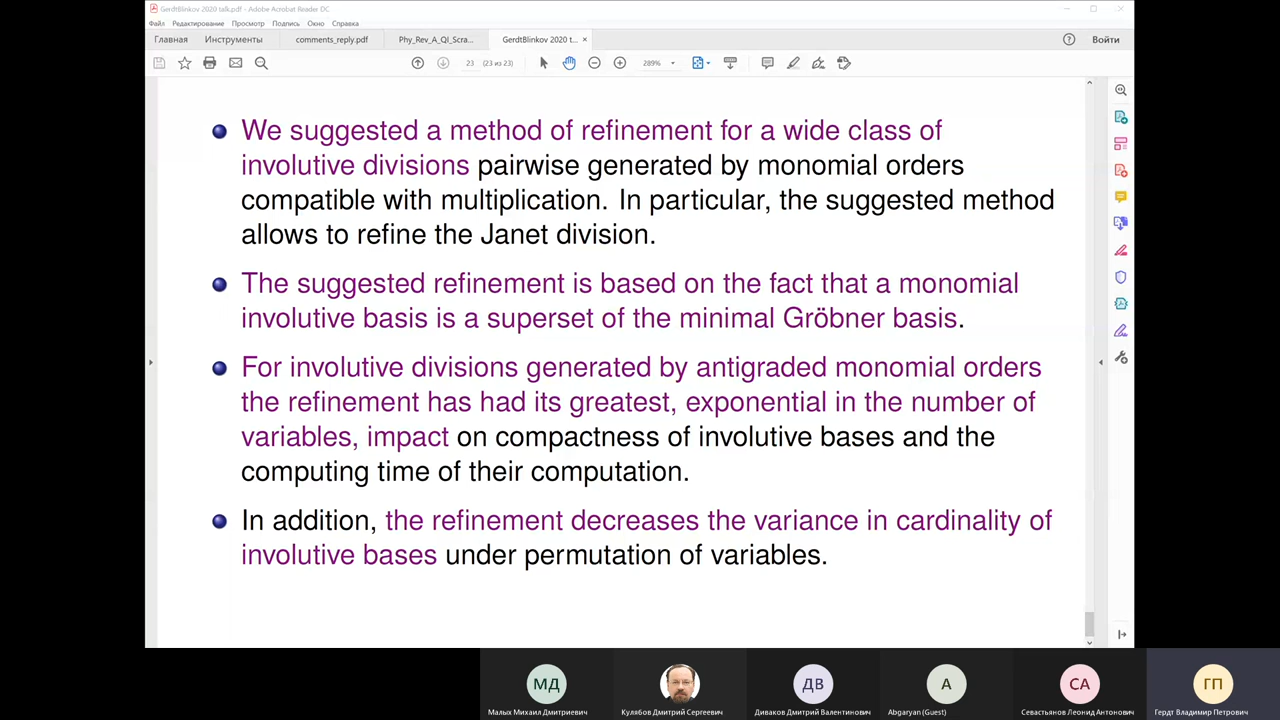 GerdtBlinkov 2020 talk.pdf - Adobe Acrobat Reader DC
Файл Редактирование Просмотр Подпись Окно Справка
Главная Инструменты comments_reply.pdf Phy_Rev_A_QI_Scra... GerdtBlinkov 2020 t... ×
Войти
23 (23 из 23) 289%
We suggested a method of refinement for a wide class of
involutive divisions pairwise generated by monomial orders
compatible with multiplication. In particular, the suggested method
allows to refine the Janet division.
The suggested refinement is based on the fact that a monomial
involutive basis is a superset of the minimal Gröbner basis.
For involutive divisions generated by antigraded monomial orders
the refinement has had its greatest, exponential in the number of
variables, impact on compactness of involutive bases and the
computing time of their computation.
In addition, the refinement decreases the variance in cardinality of
involutive bases under permutation of variables.
МД ДВ A СА ГП
Малых Михаил Дмитриевич Кулябов Дмитрий Сергеевич Диваков Дмитрий Валентинович Abgaryan (Guest) Севастьянов Леонид Антонович Гердт Владимир Петрович